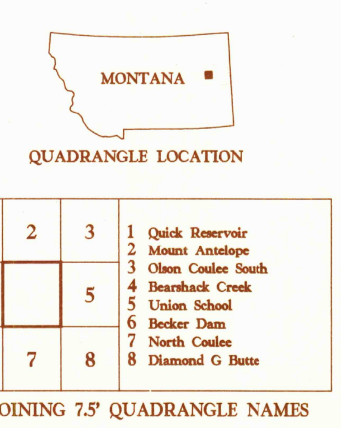 MONTANA
QUADRANGLE LOCATION
2 3
5
7 8
1 Quick Reservoir
2 Mount Antelope
3 Olson Coulee South
4 Bearshack Creek
5 Union School
6 Becker Dam
7 North Coulee
8 Diamond G Butte
OINING 7.5' QUADRANGLE NAMES